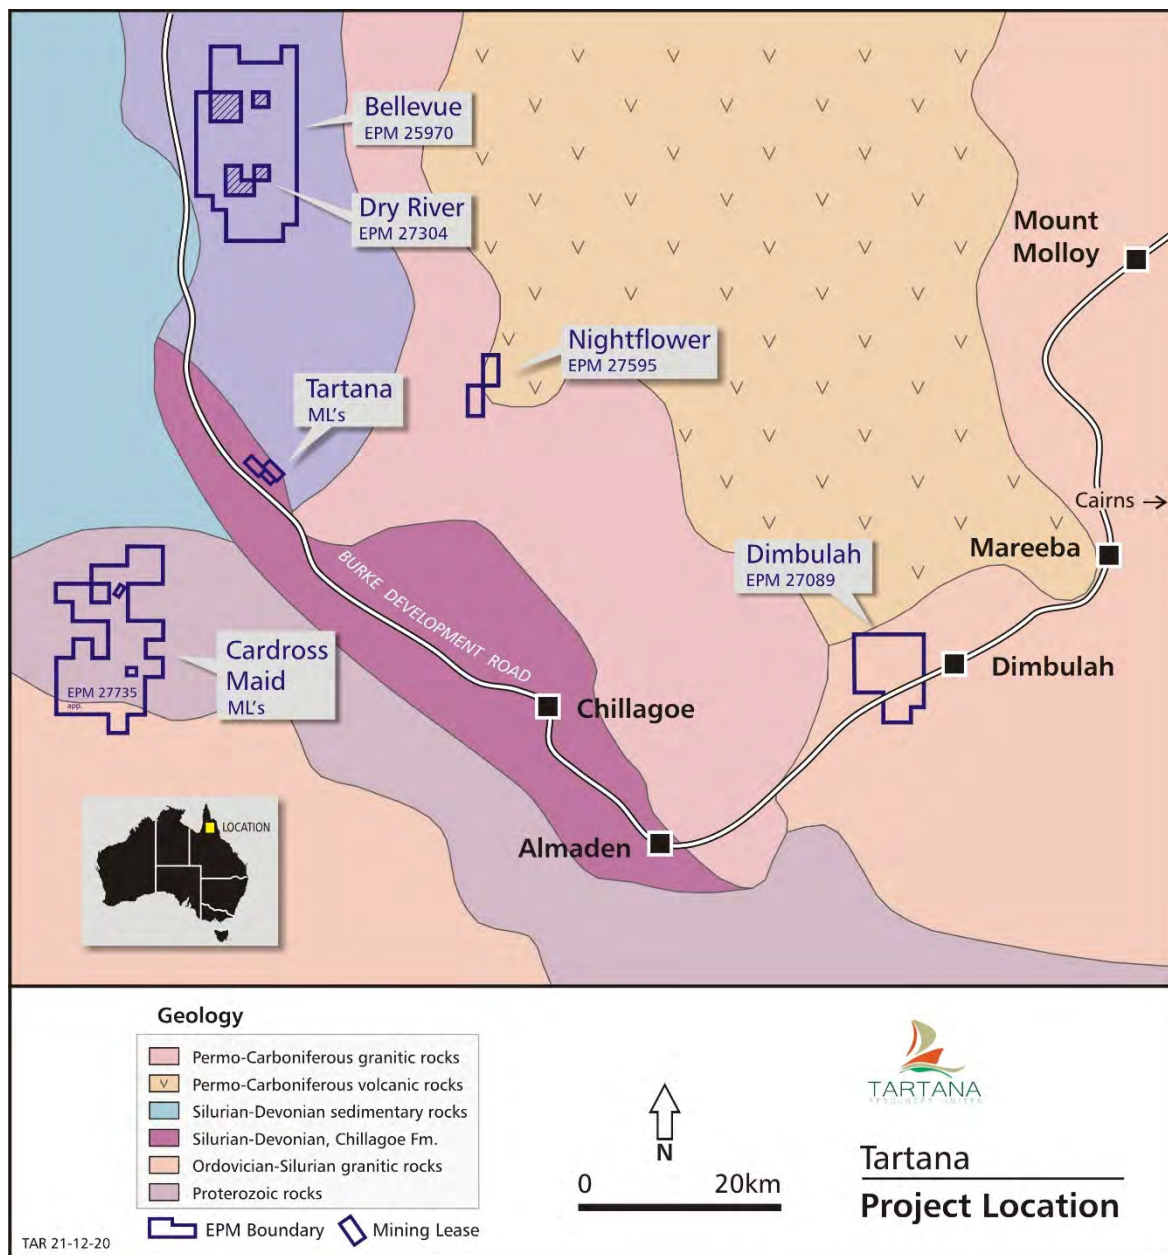 Bellevue
EPM 25970
Dry River
EPM 27304
Mount
Molloy
Nightflower
EPM 27595
Tartana
ML's
Cairns
Mareeba
Dimbulah
EPM 27089
BURKE DEVELOPMENT ROAD
Cardross
Maid
ML's
EPM 27735
app.
Dimbulah
Chillagoe
Almaden
LOCATION
Geology
Permo-Carboniferous granitic rocks
V Permo-Carboniferous volcanic rocks
Silurian-Devonian sedimentary rocks
Silurian-Devonian, Chillagoe Fm.
Ordovician-Silurian granitic rocks
Proterozoic rocks
EPM Boundary
Mining Lease
TAR 21-12-20
N
0 20km
TARTANA
RESOURCES LIMITED
Tartana
Project Location